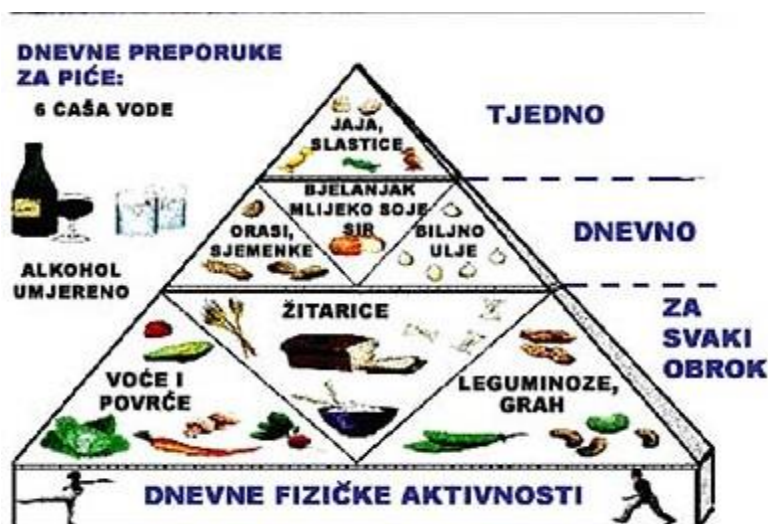 DNEVNE PREPORUKE
ZA PIĆE:
6 ČAŠA VODE
ALKOHOL
UMJERENO
JAJA,
SLASTICE
TJEDNO
BJELANJAK
MLIJEKO SOJE
SIR
ORASI,
SJEMENKE
BILJNO
ULJE
DNEVNO
ŽITARICE
VOĆE I
POVRĆE
LEGUMINOZE,
GRAH
ZA
SVAKI
OBROK
DNEVNE FIZIČKE AKTIVNOSTI